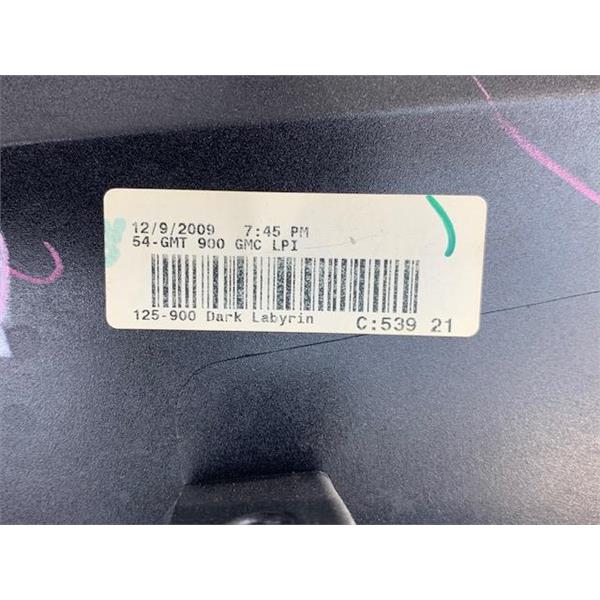 12/9/2009 7:45 PM
54-GMT 900 GMC LPI
125-900 Dark Labyrin C:539 21